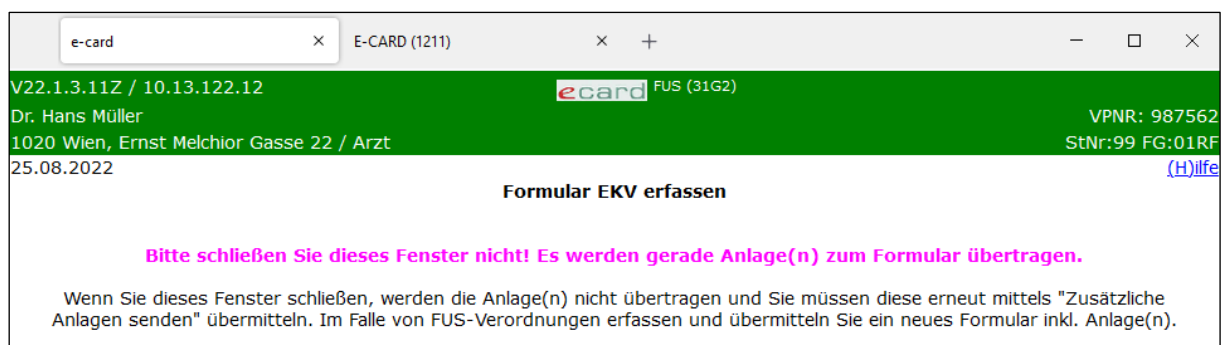 e-card
E-CARD (1211)
V22.1.3.11Z / 10.13.122.12
ecard FUS (31G2)
Dr. Hans Müller
VPNR: 987562
1020 Wien, Ernst Melchior Gasse 22 / Arzt
StNr:99 FG:01RF
25.08.2022
(H)ilfe
Formular EKV erfassen
Bitte schließen Sie dieses Fenster nicht! Es werden gerade Anlage(n) zum Formular übertragen.
Wenn Sie dieses Fenster schließen, werden die Anlage(n) nicht übertragen und Sie müssen diese erneut mittels "Zusätzliche
Anlagen senden" übermitteln. Im Falle von FUS-Verordnungen erfassen und übermitteln Sie ein neues Formular inkl. Anlage(n).